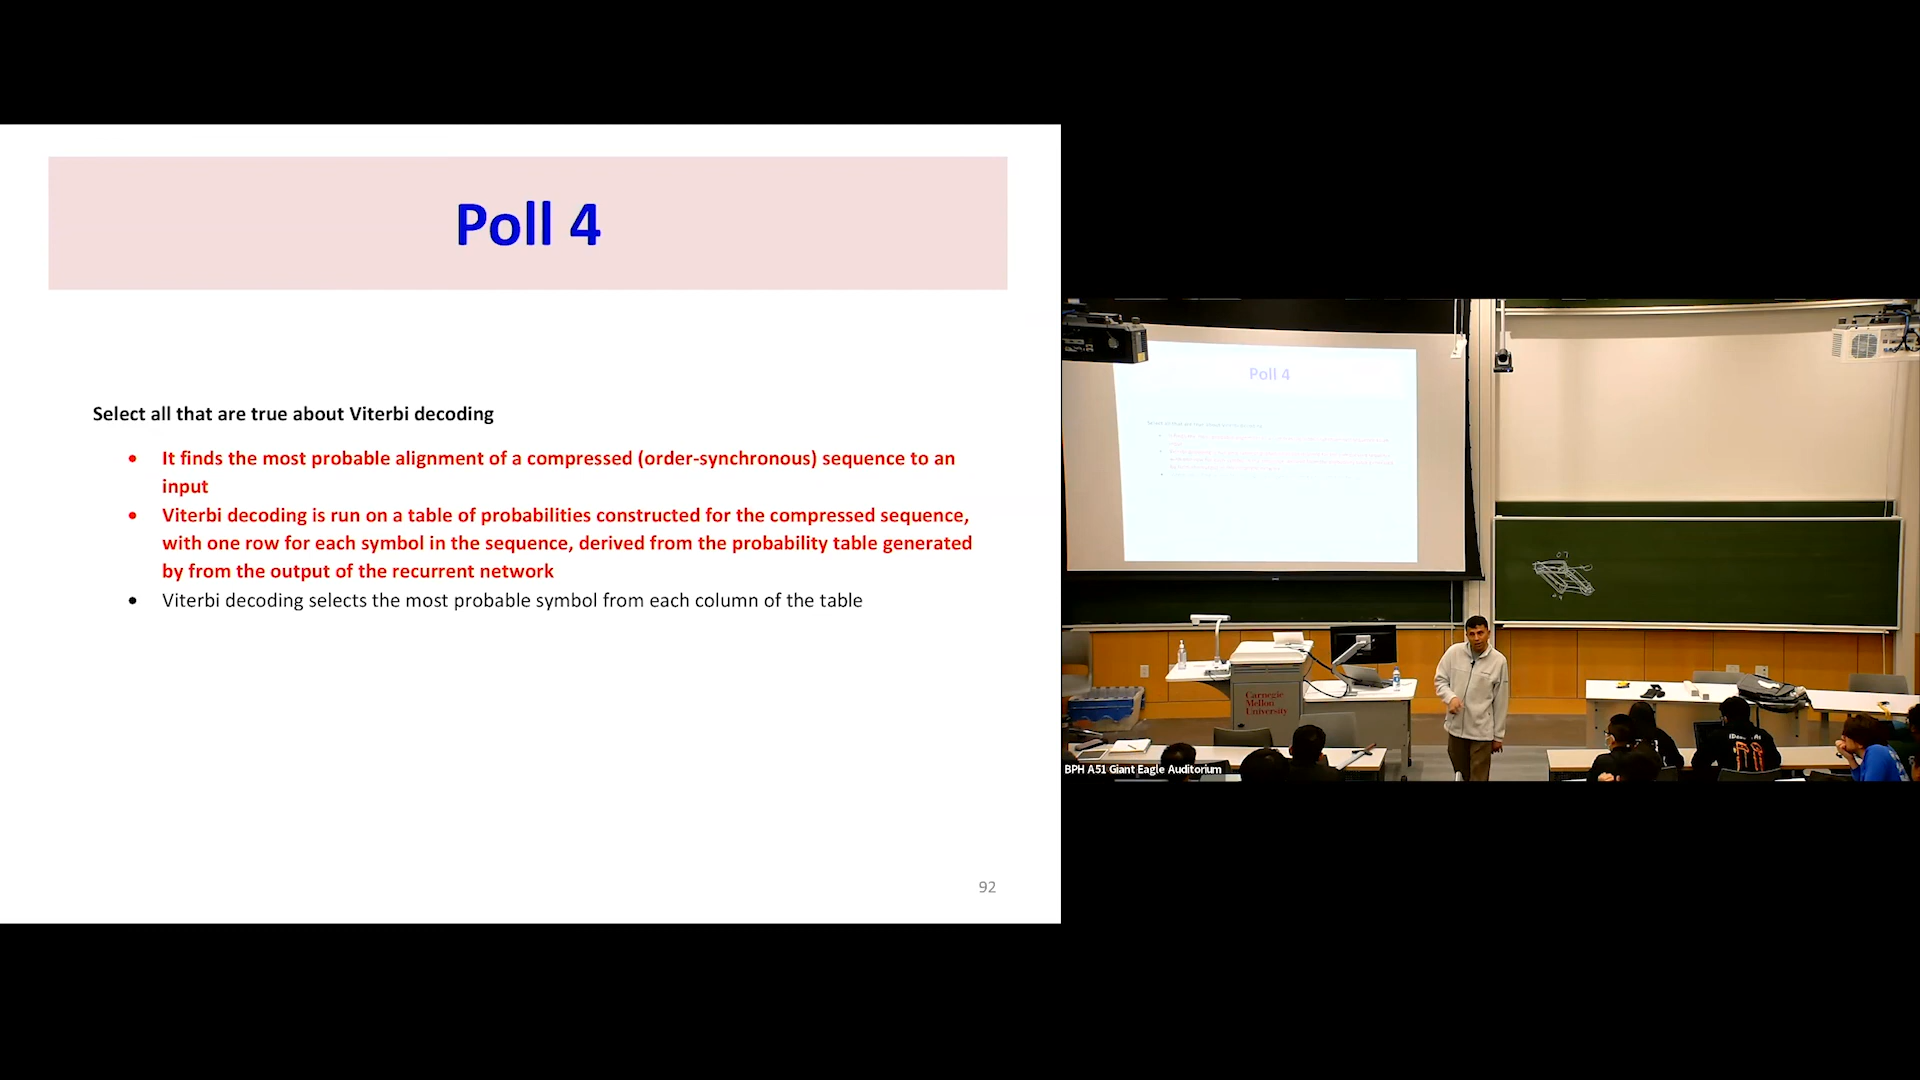 Poll 4
Select all that are true about Viterbi decoding
• It finds the most probable alignment of a compressed (order-synchronous) sequence to an
input
• Viterbi decoding is run on a table of probabilities constructed for the compressed sequence,
with one row for each symbol in the sequence, derived from the probability table generated
by from the output of the recurrent network
• Viterbi decoding selects the most probable symbol from each column of the table
92
Poll 4
Carnegie
Mellon
University
BPH A51 Giant Eagle Auditorium